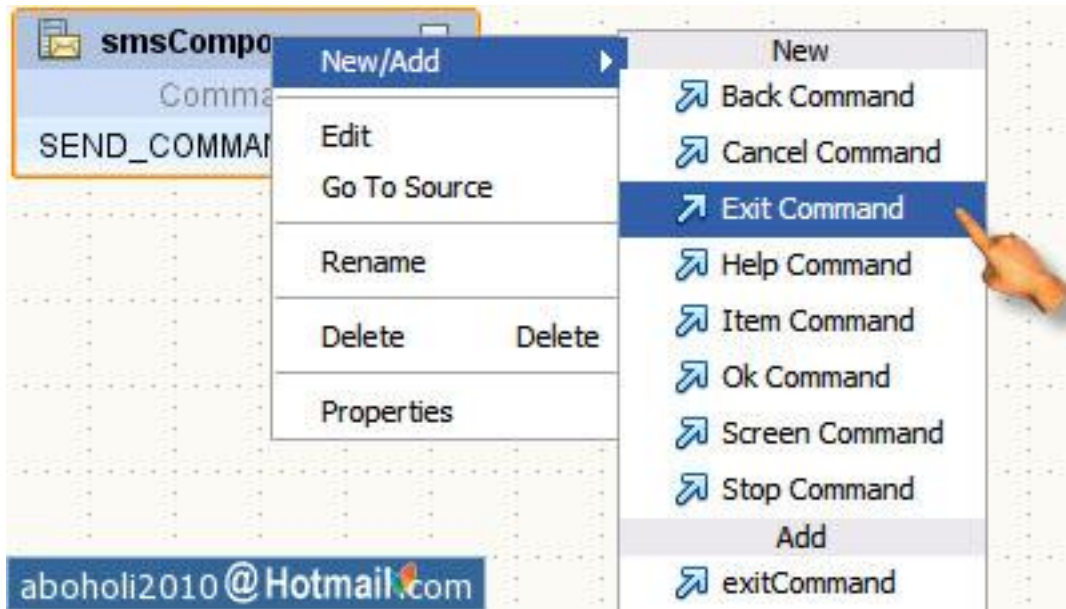 smsCompo
Comma
SEND_COMMAN
New/Add
Edit
Go To Source
Rename
Delete Delete
Properties
New
Back Command
Cancel Command
Exit Command
Help Command
Item Command
Ok Command
Screen Command
Stop Command
Add
exitCommand
aboholi2010@Hotmail.com